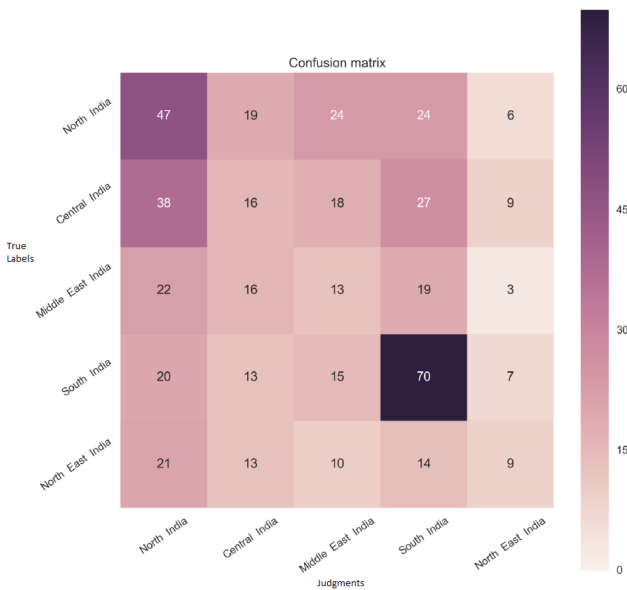 Confusion matrix
North India 47 19 24 24 6
Central India 38 16 18 27 9
Middle East India 22 16 13 19 3
South India 20 13 15 70 7
North East India 21 13 10 14 9
True
Labels
North India Central India Middle East India South India North East India
Judgments
60
45
30
15
0